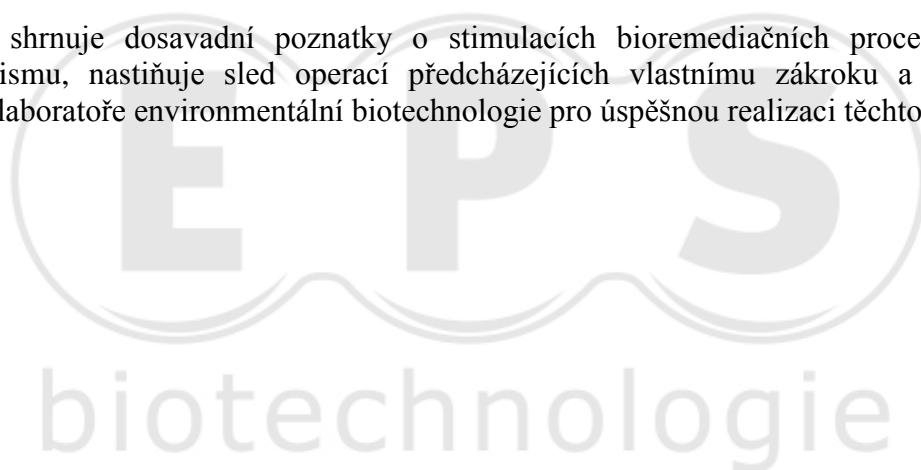 shrnuje dosavadní poznatky o stimulacích bioremediačních proce
ismu, nastiňuje sled operací předcházejících vlastnímu zákroku a
laboratoře environmentální biotechnologie pro úspěšnou realizaci těchto
EPS
biotechnologie